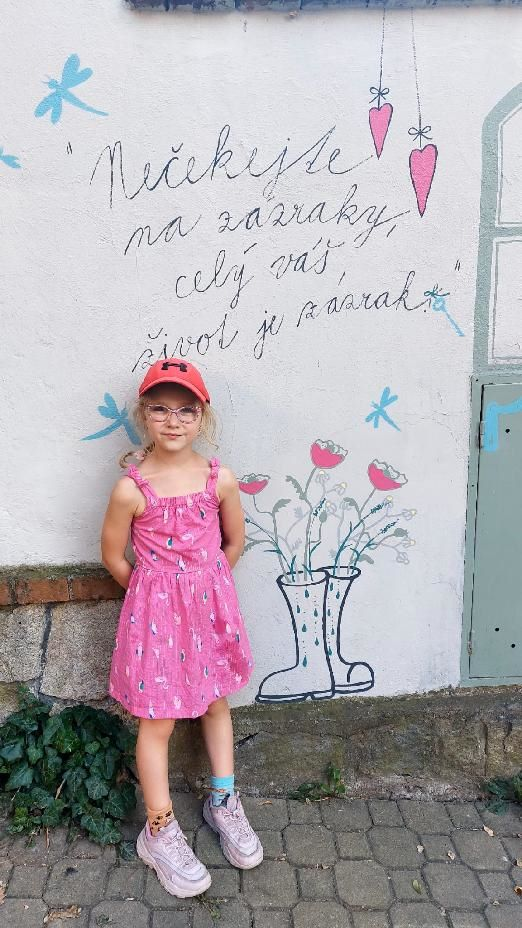 "Nečekejte
na zázraky,
celý váš
život je zázrak."